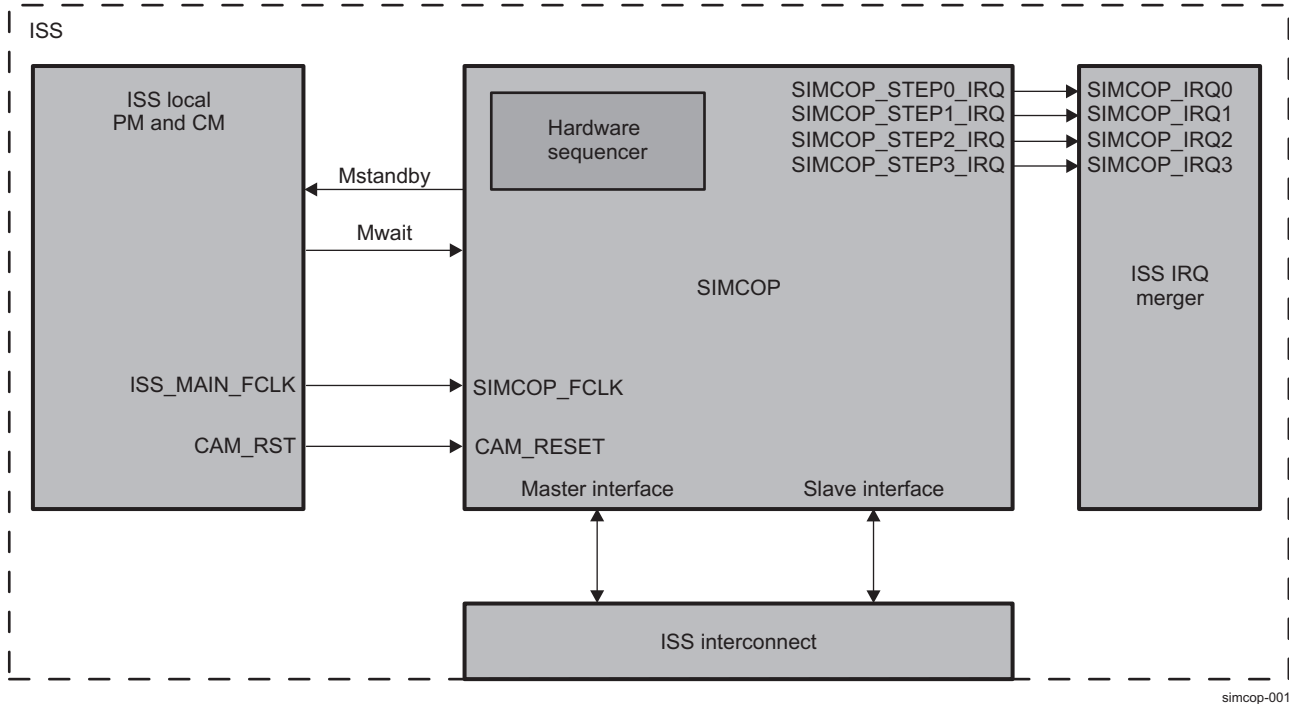 ISS
ISS local
PM and CM
Hardware
sequencer
SIMCOP_STEP0_IRQ
SIMCOP_STEP1_IRQ
SIMCOP_STEP2_IRQ
SIMCOP_STEP3_IRQ
SIMCOP_IRQ0
SIMCOP_IRQ1
SIMCOP_IRQ2
SIMCOP_IRQ3
Mstandby
Mwait
SIMCOP
ISS IRQ
merger
ISS_MAIN_FCLK
SIMCOP_FCLK
CAM_RST
CAM_RESET
Master interface
Slave interface
ISS interconnect
simcop-001